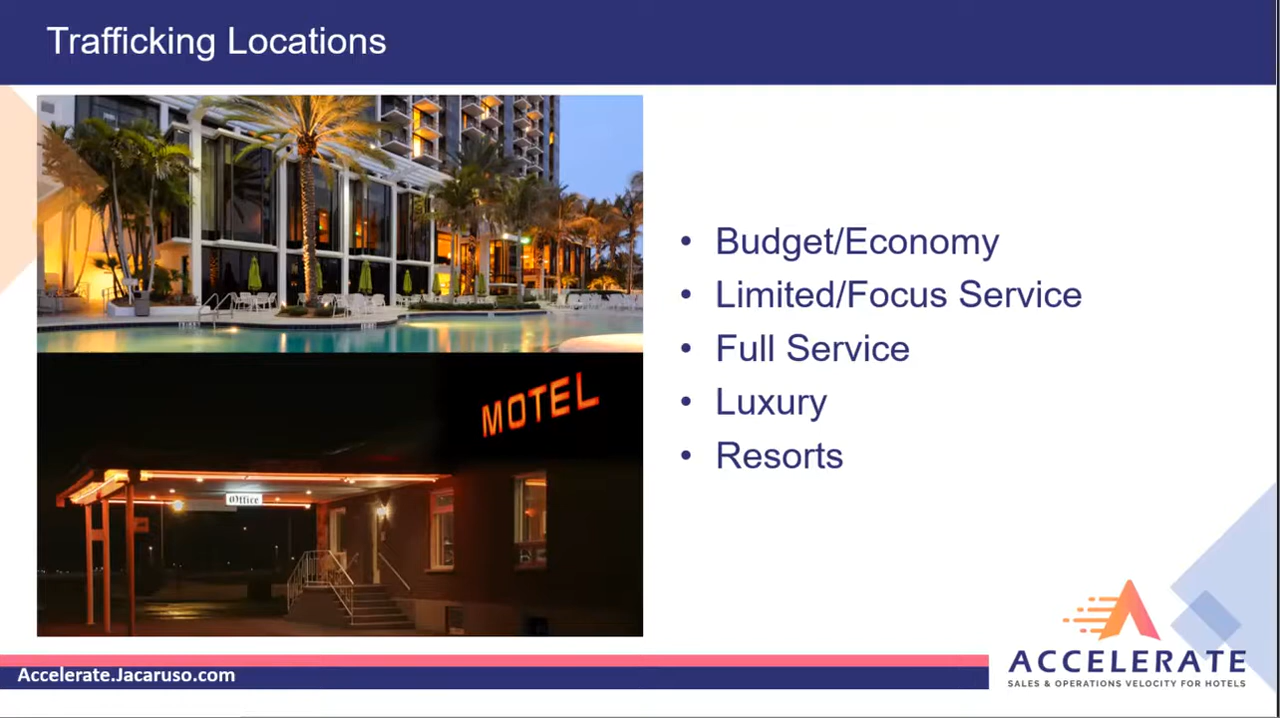 Trafficking Locations
MOTEL
Office
• Budget/Economy
• Limited/Focus Service
• Full Service
• Luxury
• Resorts
Accelerate.Jacaruso.com
ACCELERATE
SALES & OPERATIONS VELOCITY FOR HOTELS